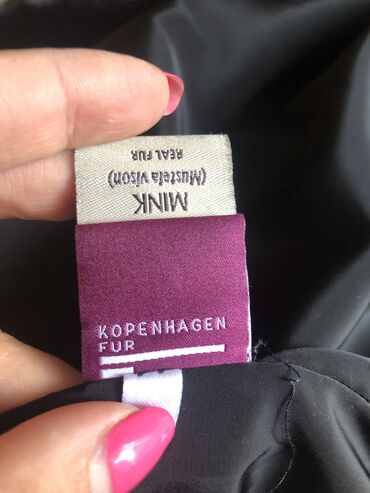 MINK
(Mustela vison)
REAL FUR
KOPENHAGEN
FUR